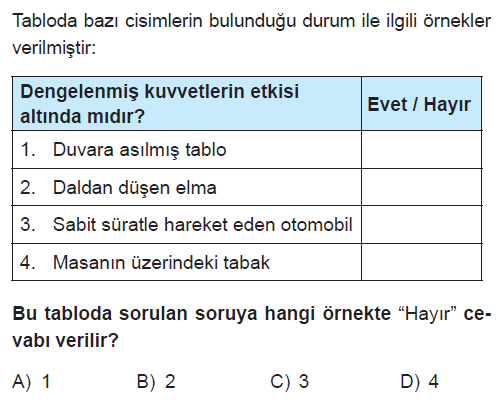 Tabloda bazı cisimlerin bulunduğu durum ile ilgili örnekler
verilmiştir:
Dengelenmiş kuvvetlerin etkisi
altında mıdır?
Evet / Hayır
1. Duvara asılmış tablo
2. Daldan düşen elma
3. Sabit süratle hareket eden otomobil
4. Masanın üzerindeki tabak
Bu tabloda sorulan soruya hangi örnekte “Hayır” ce-
vabı verilir?
A) 1 B) 2 C) 3 D) 4